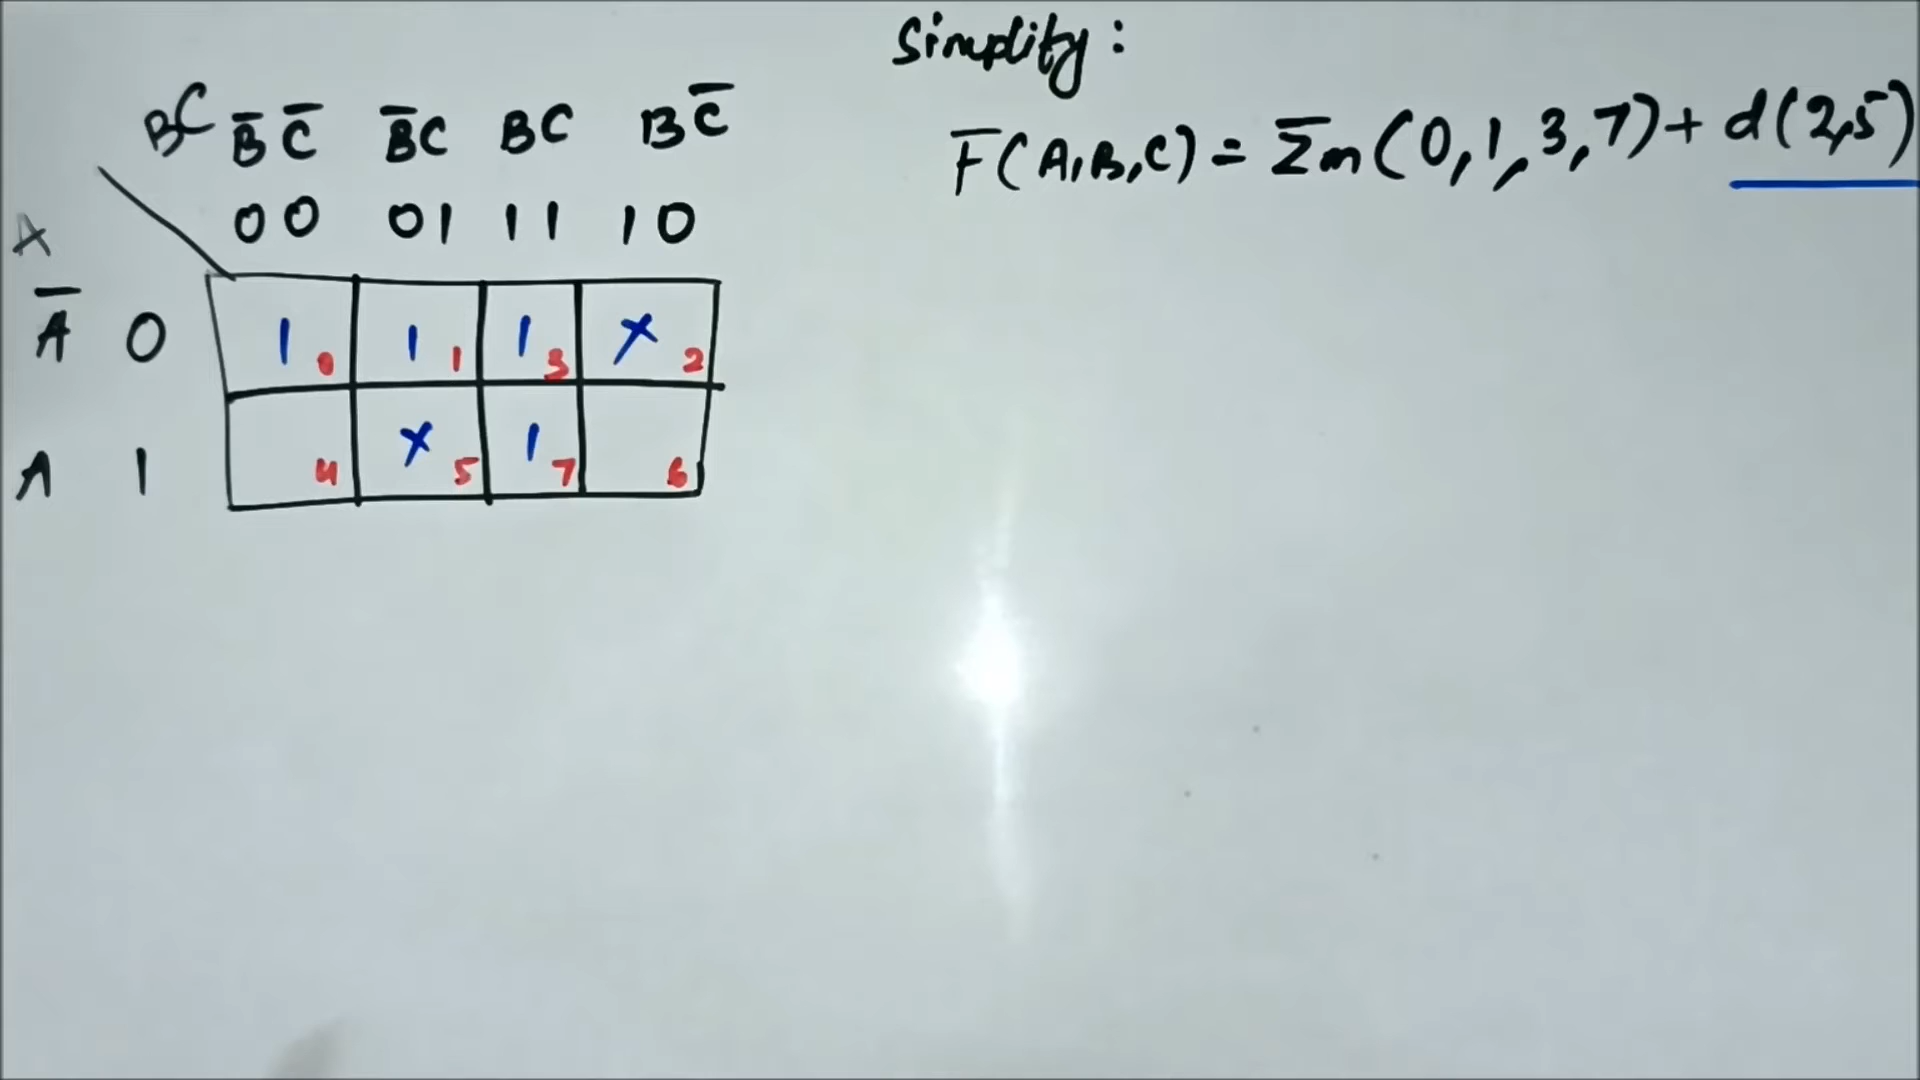 Simplify:
F(A,B,C) = Σm(0,1,3,7)+ d(2,5)
BC B̅ C̅ B̅C BC BC̅
00 01 11 10
A
A̅ 0 1 0 1 1 1 3 X 2
A 1 4 X 5 1 7 6